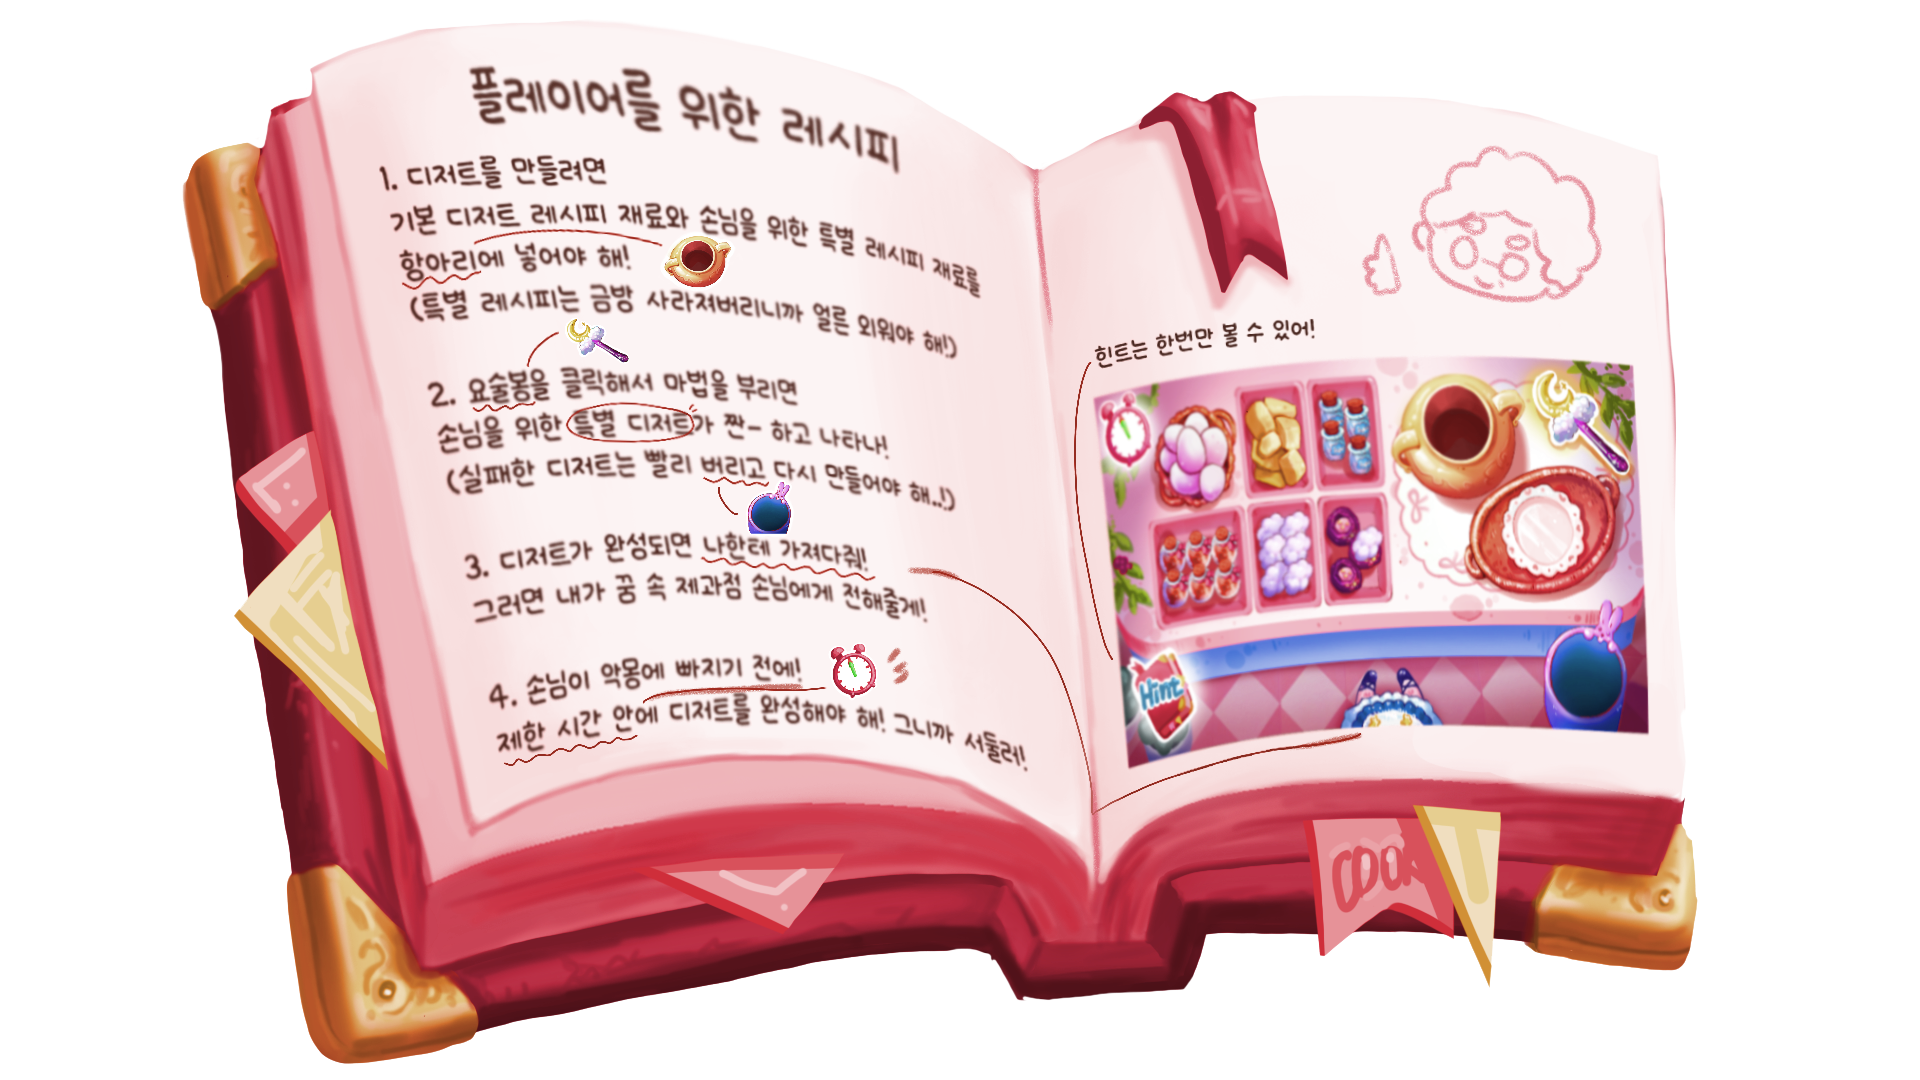 플레이어를 위한 레시피
1. 디저트를 만들려면
기본 디저트 레시피 재료와 손님을 위한 특별 레시피 재료를
항아리에 넣어야 해!
(특별 레시피는 금방 사라져버리니까 얼른 외워야 해!)
2. 요술봉을 클릭해서 마법을 부리면
손님을 위한 특별 디저트가 짠- 하고 나타나!
(실패한 디저트는 빨리 버리고 다시 만들어야 해..!)
3. 디저트가 완성되면 나한테 가져다줘!
그러면 내가 꿈 속 제과점 손님에게 전해줄게!
4. 손님이 악몽에 빠지기 전에!
제한 시간 안에 디저트를 완성해야 해! 그니까 서둘러!
힌트는 한번만 볼 수 있어!
Hint